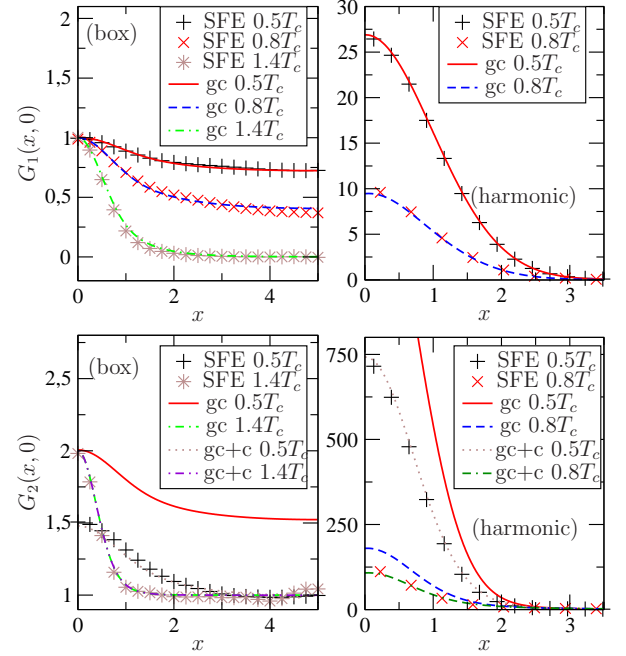 2
1.5
1
0.5
0
G₁(x, 0)
(box)
SFE 0.5T_c
SFE 0.8T_c
SFE 1.4T_c
gc 0.5T_c
gc 0.8T_c
gc 1.4T_c
0 2 4
x
30
25
20
15
10
5
0
SFE 0.5T_c
SFE 0.8T_c
gc 0.5T_c
gc 0.8T_c
(harmonic)
0 1 2 3
x
2.5
2
1.5
1
G₂(x, 0)
(box)
SFE 0.5T_c
SFE 1.4T_c
gc 0.5T_c
gc 1.4T_c
gc+c 0.5T_c
gc+c 1.4T_c
0 2 4
x
750
500
250
0
SFE 0.5T_c
SFE 0.8T_c
gc 0.5T_c
gc 0.8T_c
gc+c 0.5T_c
gc+c 0.8T_c
(harmonic)
0 1 2 3
x